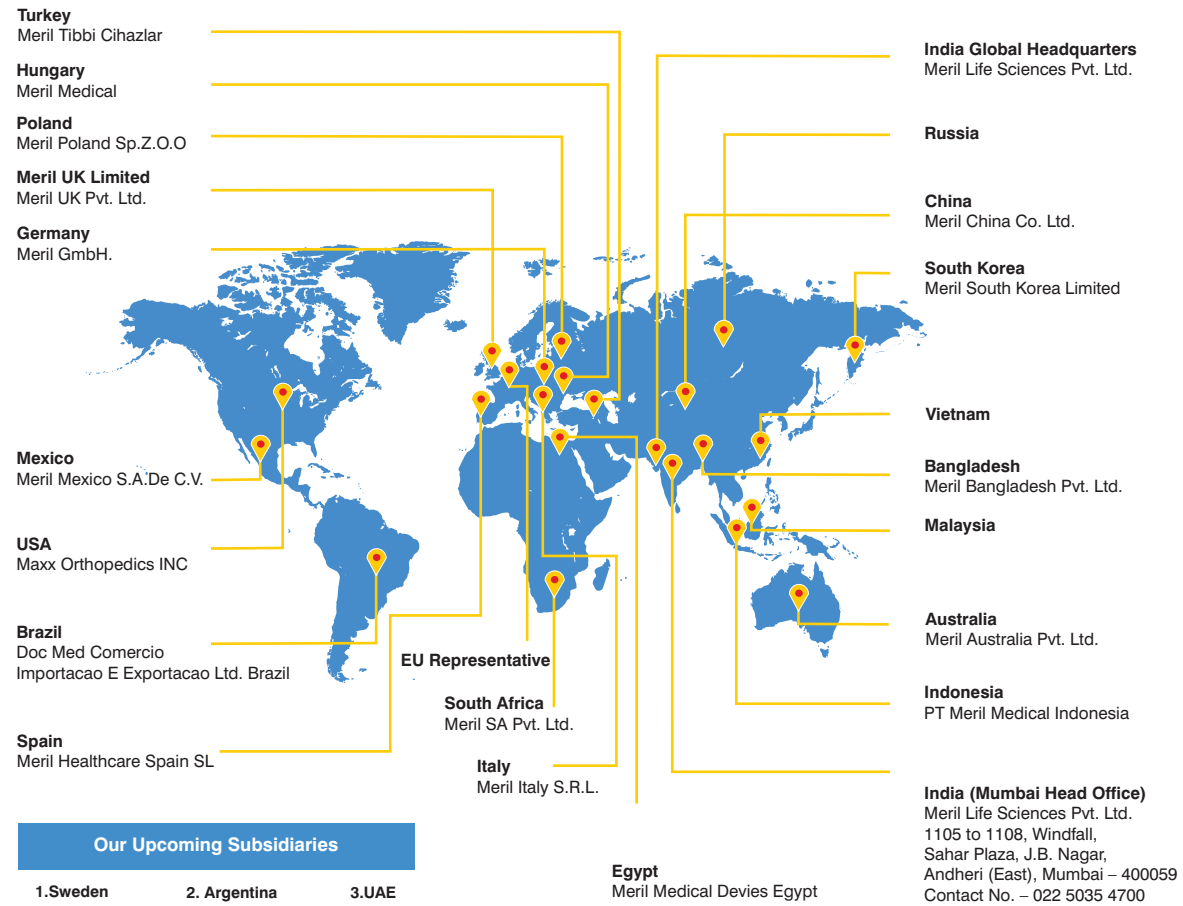 Turkey
Meril Tibbi Cihazlar
Hungary
Meril Medical
Poland
Meril Poland Sp.Z.O.O
Meril UK Limited
Meril UK Pvt. Ltd.
Germany
Meril GmbH.
Mexico
Meril Mexico S.A.De C.V.
USA
Maxx Orthopedics INC
Brazil
Doc Med Comercio
Importacao E Exportacao Ltd. Brazil
Spain
Meril Healthcare Spain SL
EU Representative
South Africa
Meril SA Pvt. Ltd.
Italy
Meril Italy S.R.L.
Egypt
Meril Medical Devies Egypt
India Global Headquarters
Meril Life Sciences Pvt. Ltd.
Russia
China
Meril China Co. Ltd.
South Korea
Meril South Korea Limited
Vietnam
Bangladesh
Meril Bangladesh Pvt. Ltd.
Malaysia
Australia
Meril Australia Pvt. Ltd.
Indonesia
PT Meril Medical Indonesia
India (Mumbai Head Office)
Meril Life Sciences Pvt. Ltd.
1105 to 1108, Windfall,
Sahar Plaza, J.B. Nagar,
Andheri (East), Mumbai – 400059
Contact No. – 022 5035 4700
Our Upcoming Subsidiaries
1.Sweden 2. Argentina 3.UAE